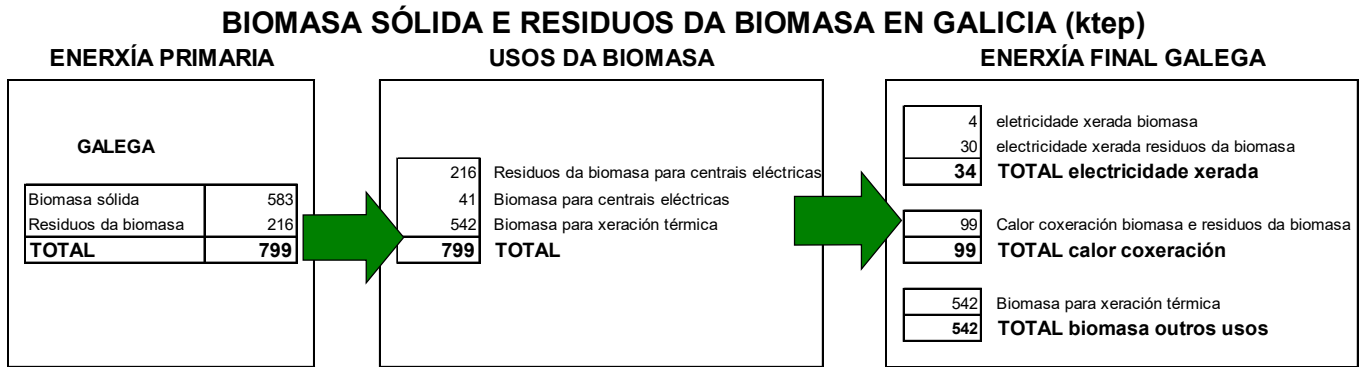 BIOMASA SÓLIDA E RESIDUOS DA BIOMASA EN GALICIA (ktep)
ENERXÍA PRIMARIA
GALEGA
Biomasa sólida 583
Residuos da biomasa 216
TOTAL 799
USOS DA BIOMASA
216 Residuos da biomasa para centrais eléctricas
41 Biomasa para centrais eléctricas
542 Biomasa para xeración térmica
799 TOTAL
ENERXÍA FINAL GALEGA
4 eletricidade xerada biomasa
30 electricidade xerada residuos da biomasa
34 TOTAL electricidade xerada
99 Calor coxeración biomasa e residuos da biomasa
99 TOTAL calor coxeración
542 Biomasa para xeración térmica
542 TOTAL biomasa outros usos